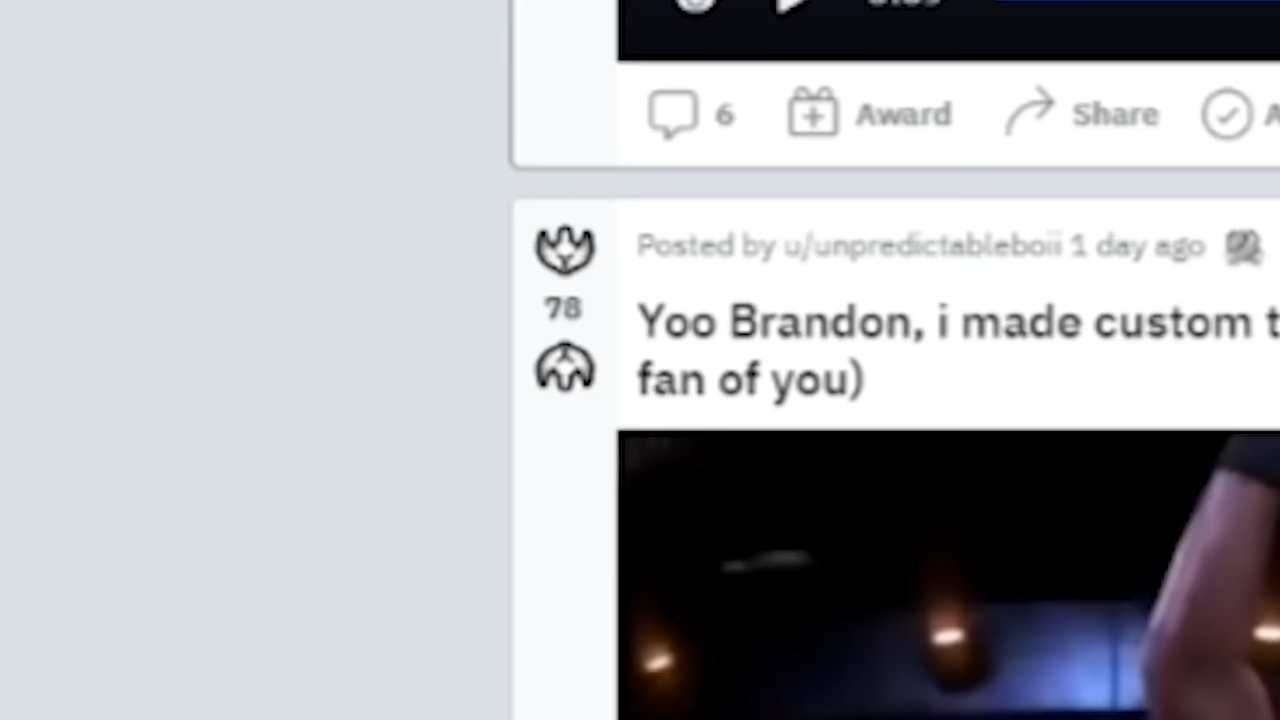 6 Award Share
Posted by u/unpredictableboii 1 day ago
78
Yoo Brandon, i made custom
fan of you)